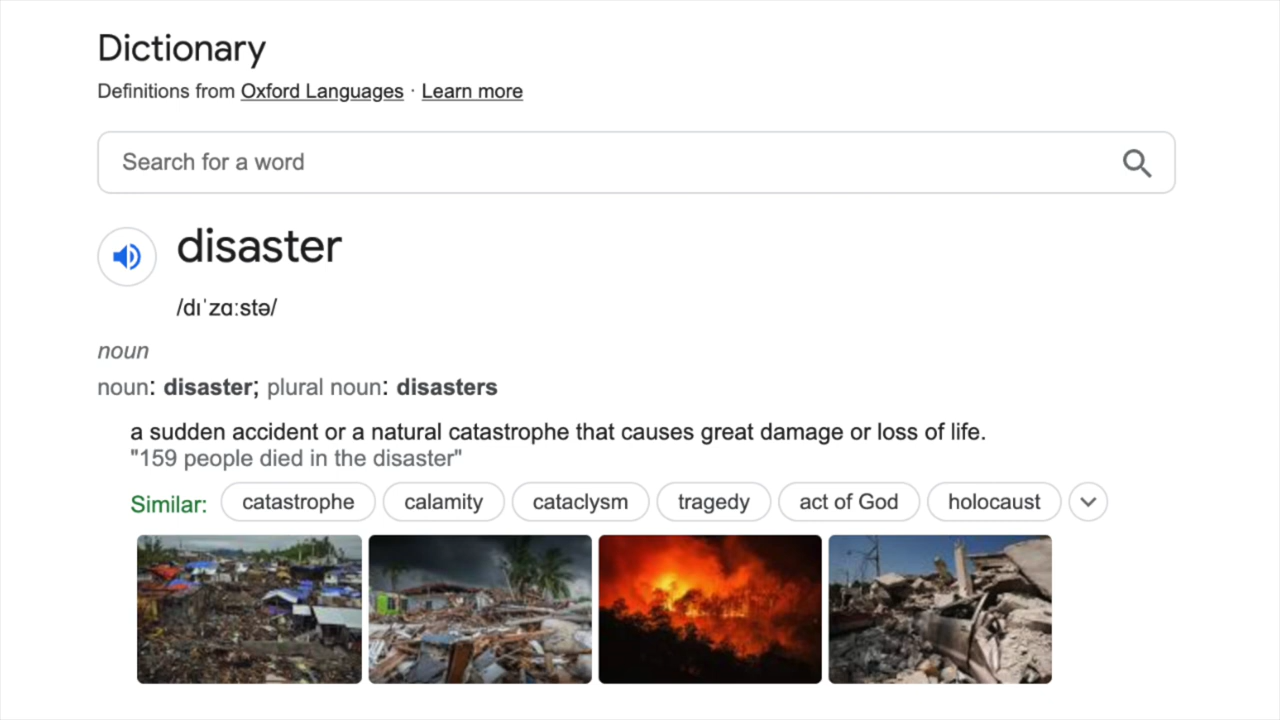 Dictionary
Definitions from Oxford Languages · Learn more
Search for a word
disaster
/dɪˈzɑːstə/
noun
noun: disaster; plural noun: disasters
a sudden accident or a natural catastrophe that causes great damage or loss of life.
"159 people died in the disaster"
Similar: catastrophe calamity cataclysm tragedy act of God holocaust